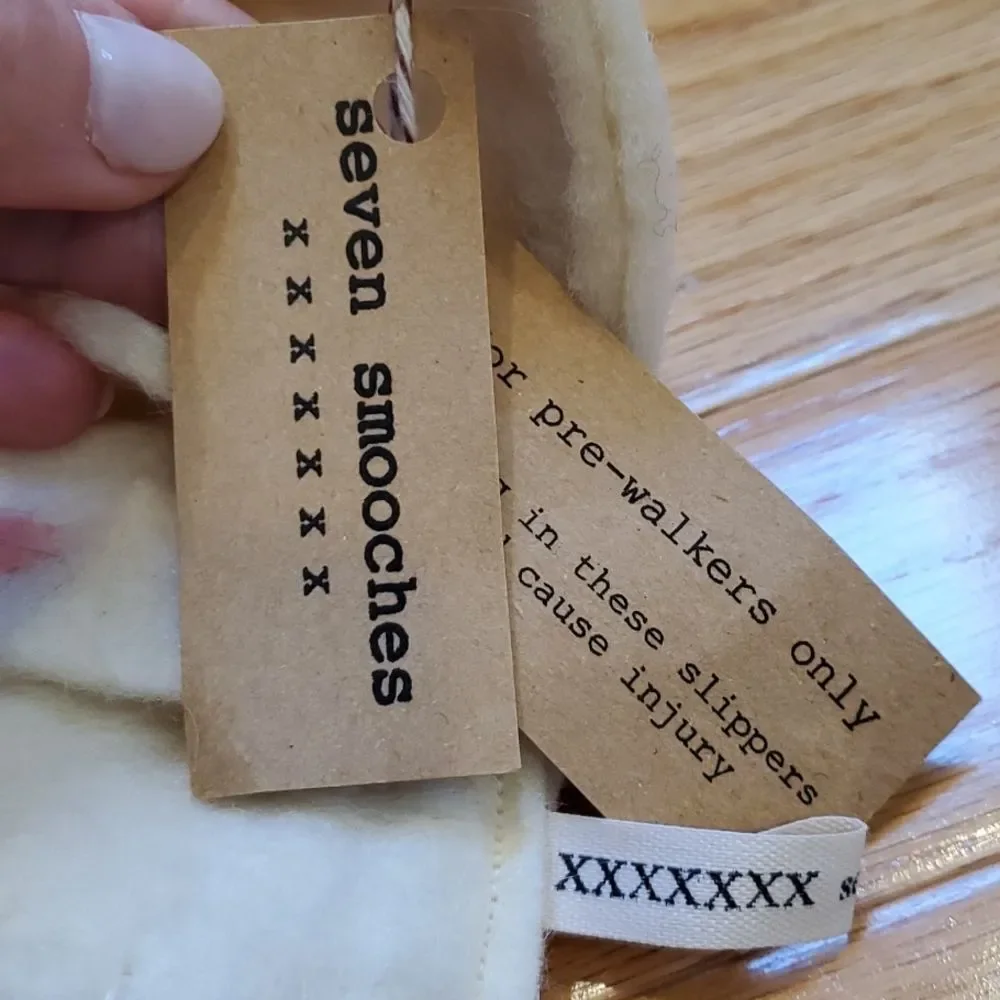 seven smooches
x x x x x x x
or pre-walkers only
in these slippers
cause injury
XXXXXXX